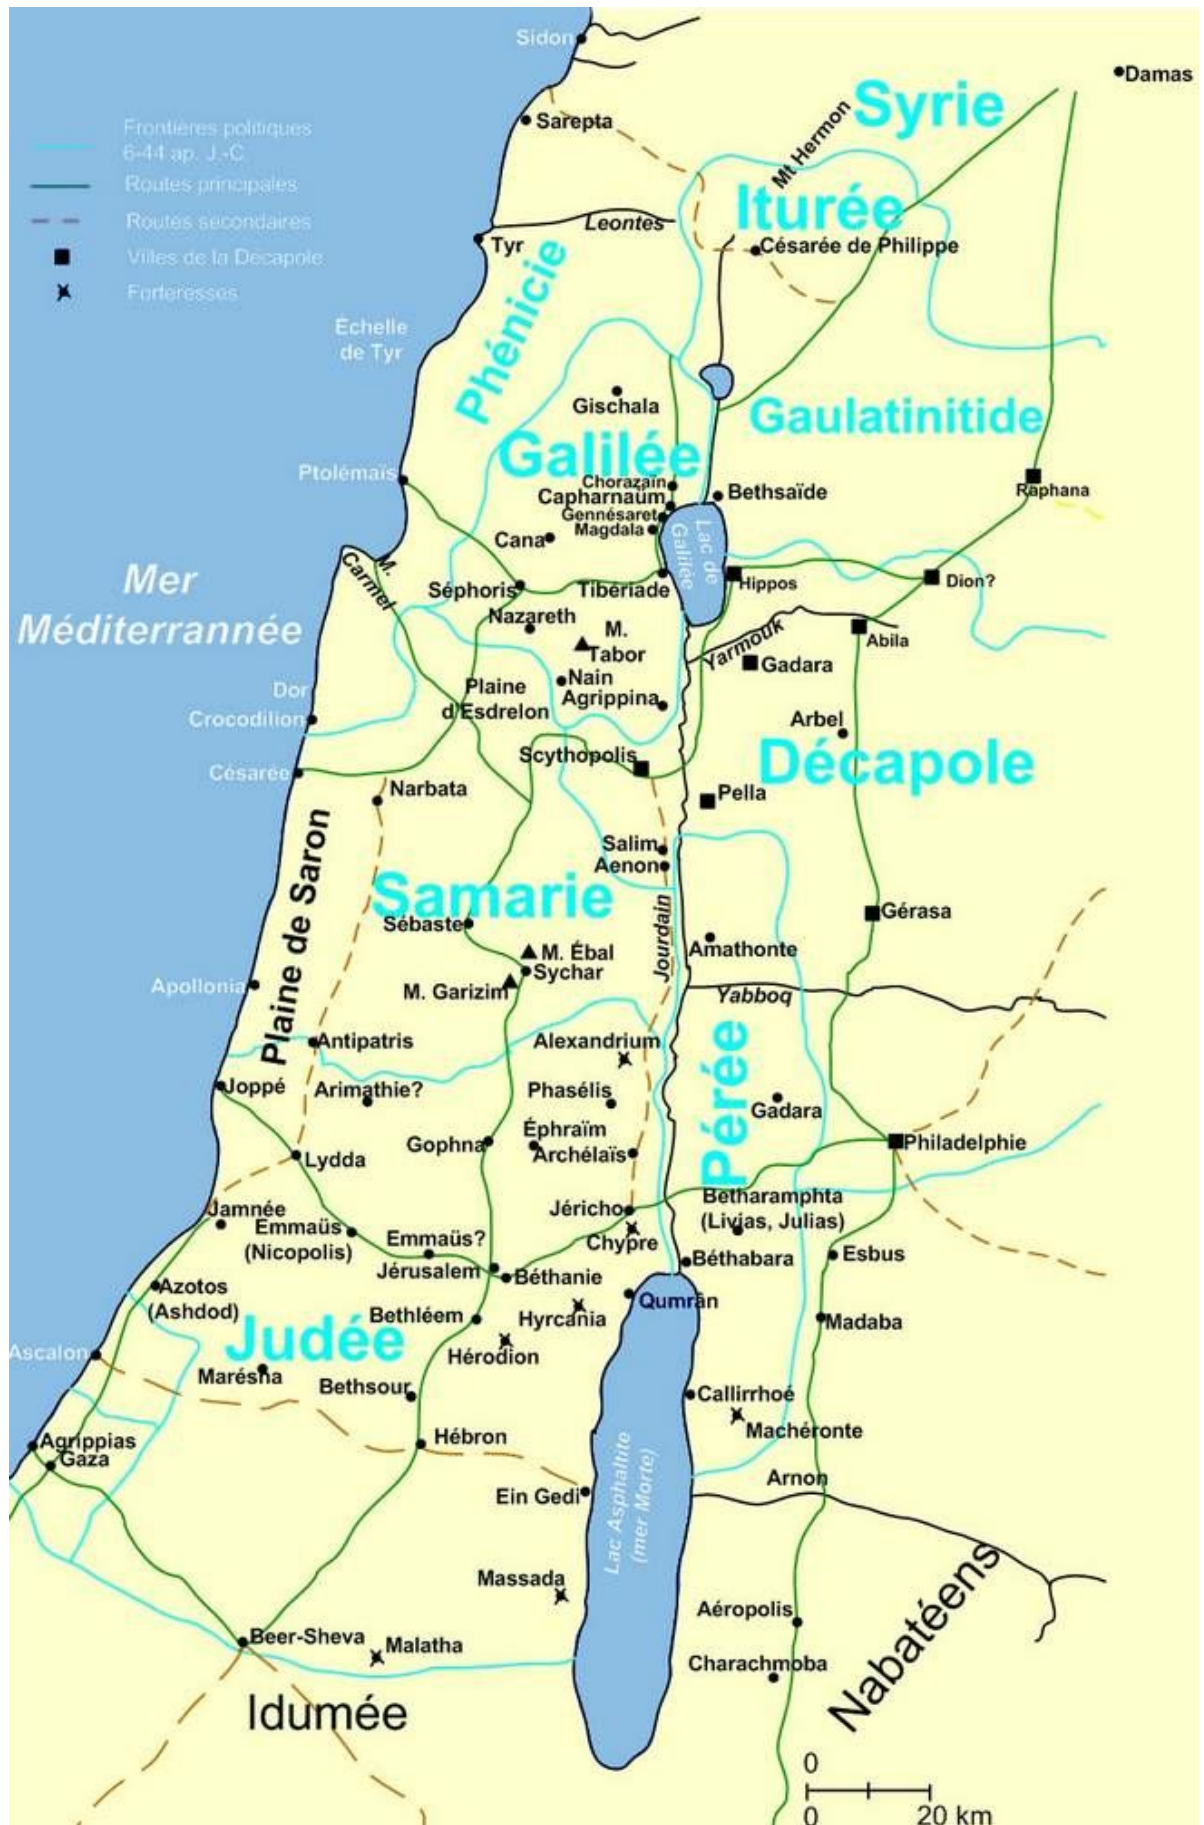 Sidon
Damas
Syrie
Sarepta
Mt Hermon
Frontières politiques
6-44 ap. J.-C.
Routes principales
Routes secondaires
Villes de la Décapole
Forteresses
Iturée
Leontes
Tyr
Césarée de Philippe
Phénicie
Échelle
de Tyr
Gischala
Gaulatinitide
Galilée
Ptolémaïs
Chorazaïn
Capharnaüm
Gennésaret
Magdala
Bethsaïde
Raphana
Cana
Lac de
Galilée
M.
Carmel
Mer
Méditerrannée
Séphoris
Tibériade
Hippos
Dion?
Nazareth
M.
Tabor
Yarmouk
Abila
Gadara
Nain
Agrippina
Plaine
d'Esdrelon
Dor
Crocodilion
Arbel
Scythopolis
Décapole
Césarée
Narbata
Pella
Plaine de Saron
Salim
Aenon
Samarie
Sébaste
Jourdain
Gérasa
Amathonte
M. Ébal
Sychar
M. Garizim
Apollonia
Yabboq
Antipatris
Alexandrium
Pérée
Joppé
Arimathie?
Phasélis
Gadara
Éphraïm
Gophna
Archélaïs
Philadelphie
Lydda
Jéricho
Betharamphta
(Livias, Julias)
Jamnée
Emmaüs
(Nicopolis)
Emmaüs?
Chypre
Jérusalem
Béthanie
Béthabara
Esbus
Azotos
(Ashdod)
Qumrân
Bethléem
Hyrcania
Madaba
Judée
Hérodion
Ascalon
Marésha
Bethsour
Callirrhoé
Machéronte
Agrippias
Gaza
Hébron
Arnon
Ein Gedi
Lac Asphaltite
(mer Morte)
Massada
Aéropolis
Nabatéens
Beer-Sheva
Malatha
Charachmoba
Idumée
0
0
20 km